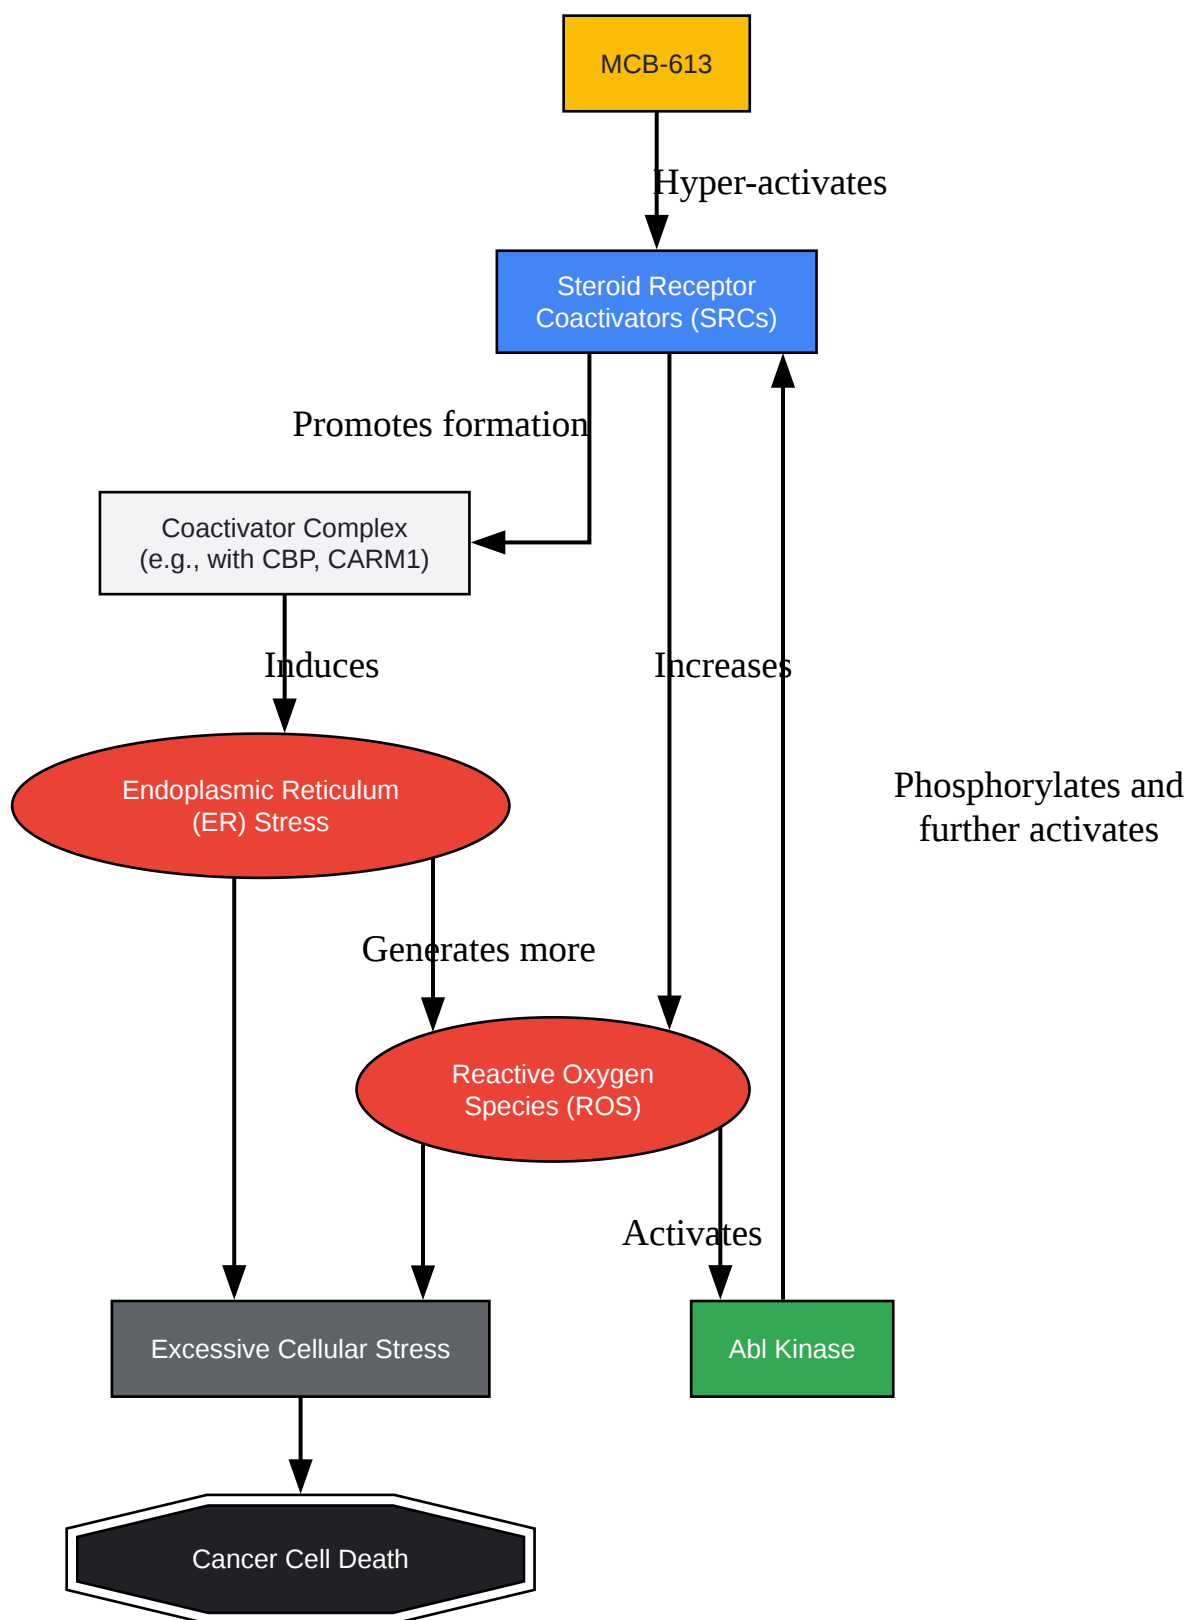 MCB-613
Hyper-activates
Steroid Receptor
Coactivators (SRCs)
Promotes formation
Coactivator Complex
(e.g., with CBP, CARM1)
Induces
Increases
Endoplasmic Reticulum
(ER) Stress
Phosphorylates and
further activates
Generates more
Reactive Oxygen
Species (ROS)
Activates
Excessive Cellular Stress
Abl Kinase
Cancer Cell Death